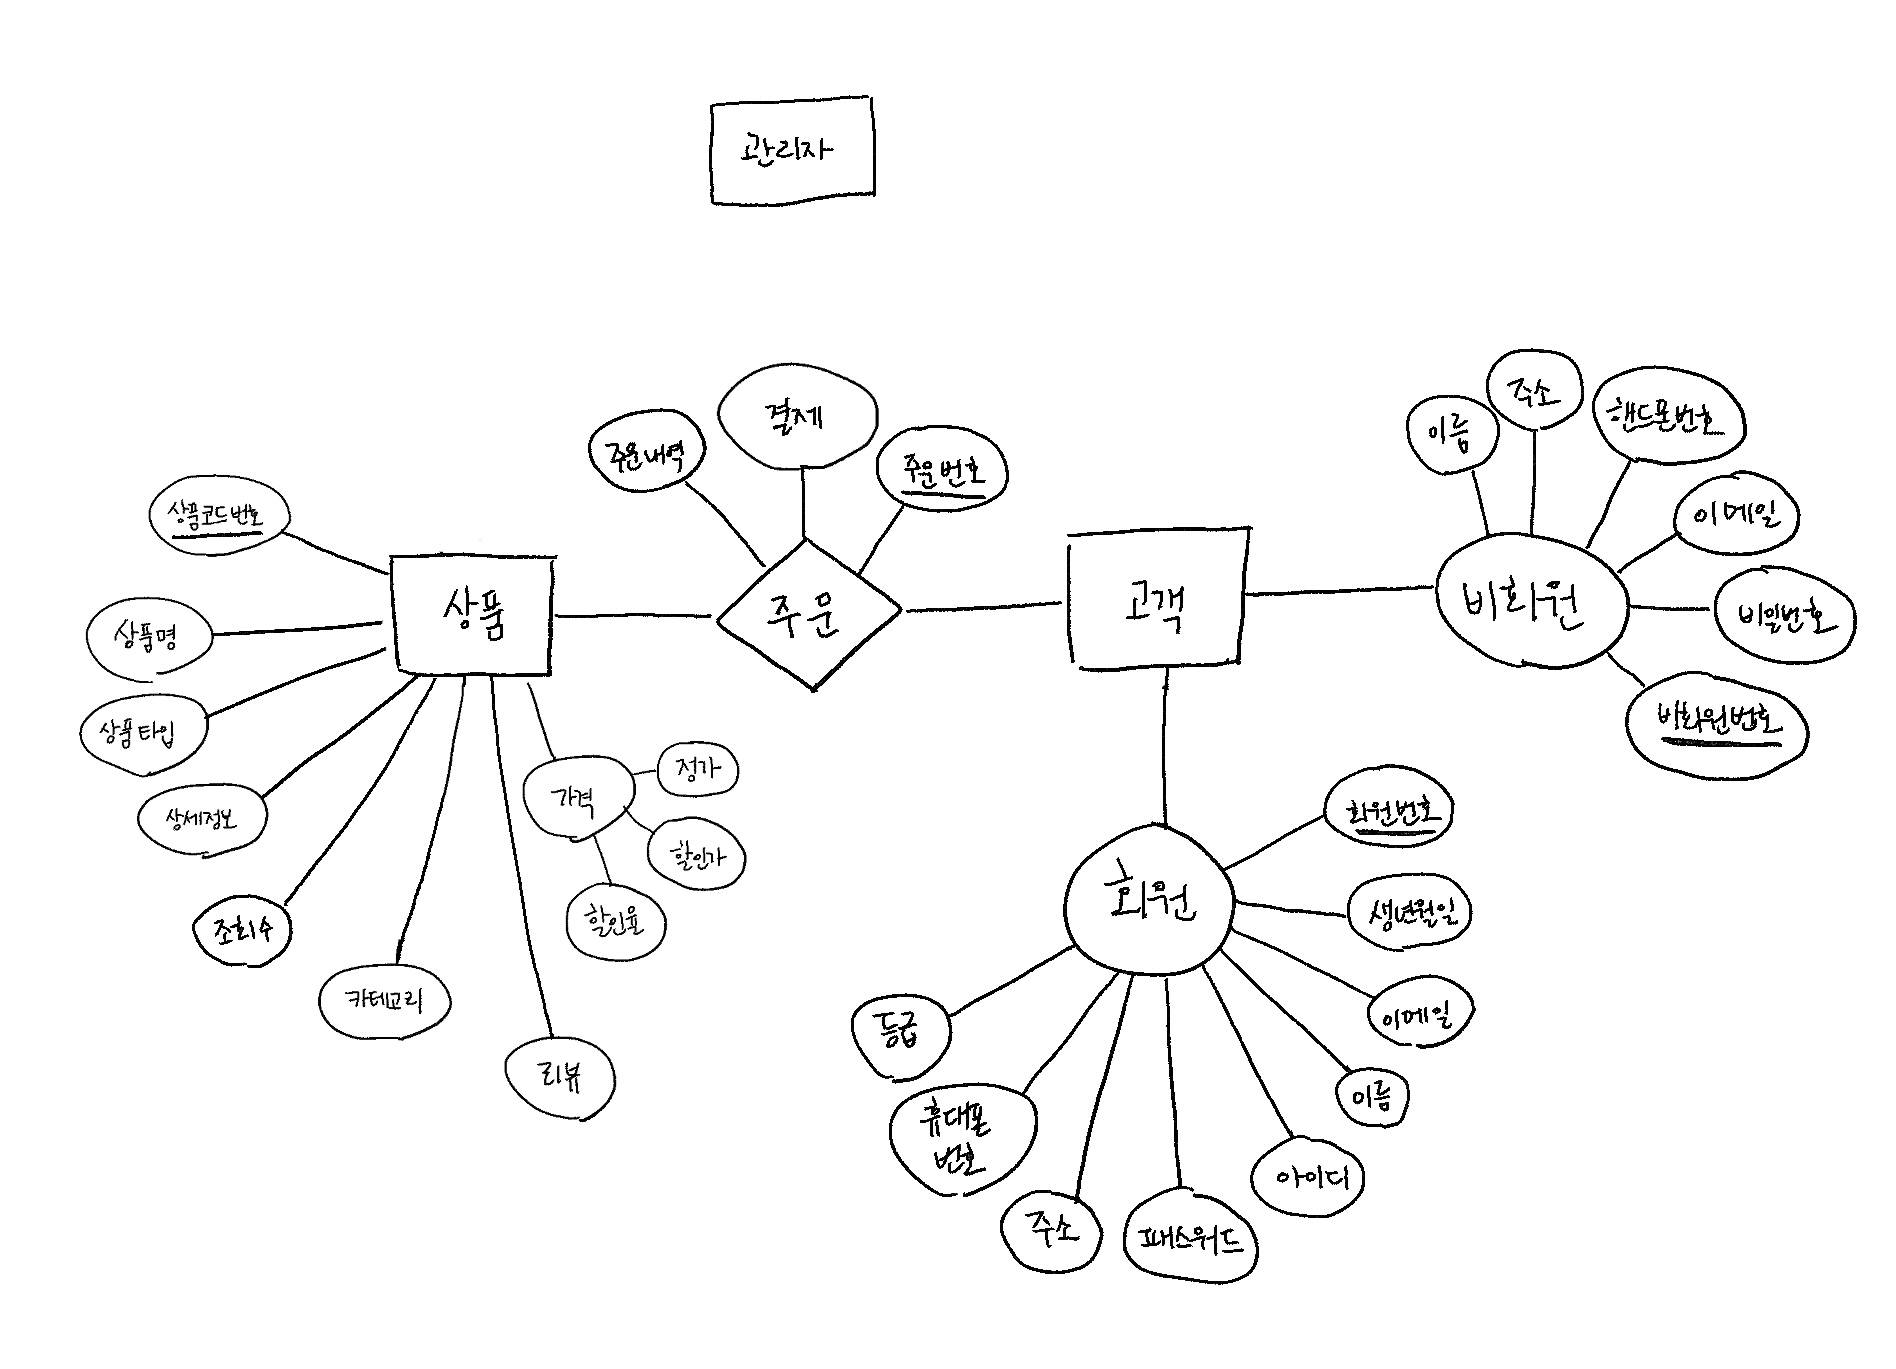 관리자
주소
핸드폰번호
이름
결제
주문내역
주문번호
이메일
상품코드번호
상품
주문
고객
비회원
비밀번호
상품명
비회원번호
상품타입
정가
가격
회원번호
상세정보
할인가
회원
생년월일
할인율
조회수
카테고리
이메일
등급
리뷰
이름
휴대폰
번호
아이디
주소
패스워드